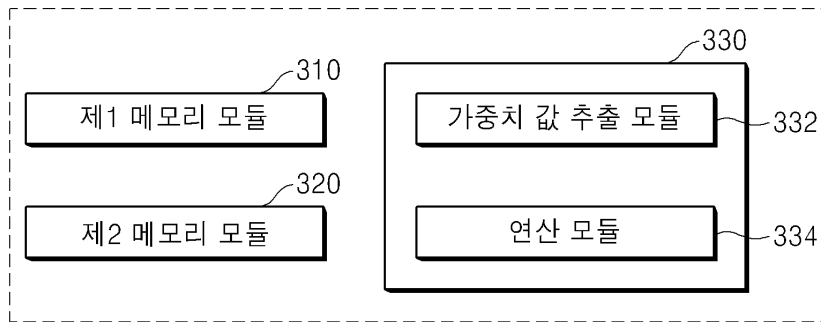 310
제1 메모리 모듈
320
제2 메모리 모듈
330
가중치 값 추출 모듈
332
연산 모듈
334